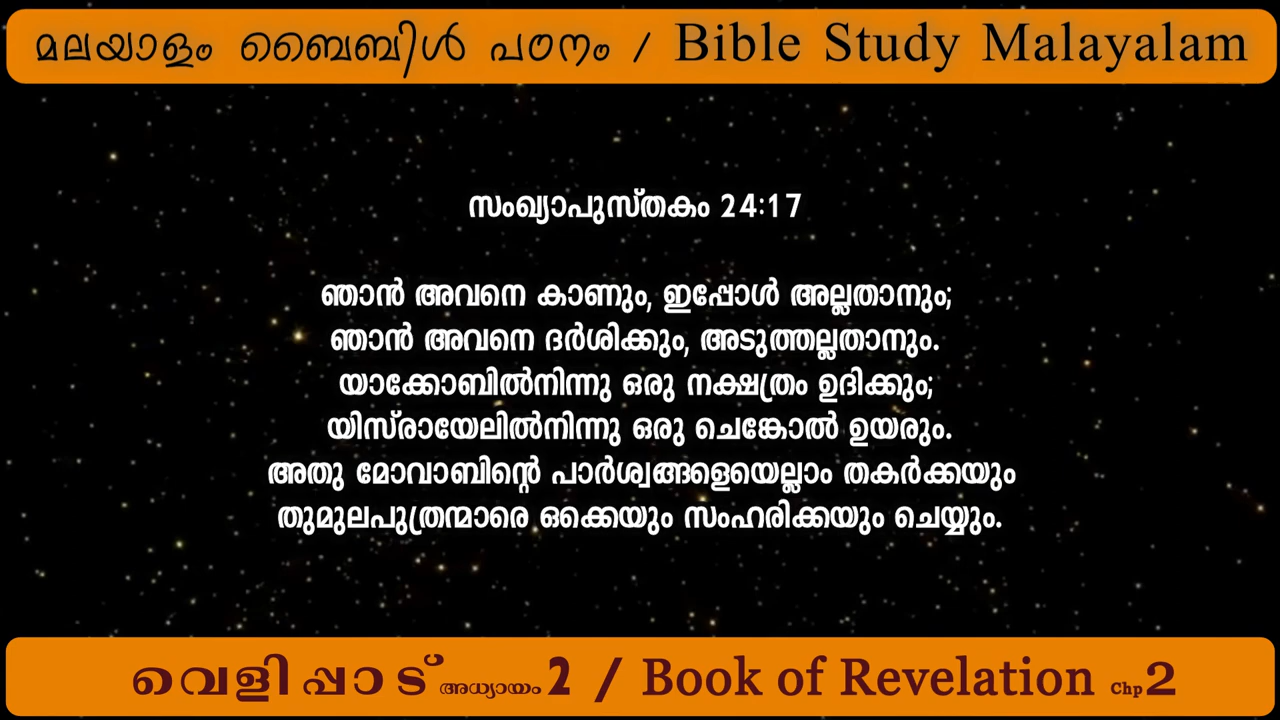 മലയാളം ബൈബിൾ പഠനം / Bible Study Malayalam
സംഖ്യാപുസ്തകം 24:17
ഞാൻ അവനെ കാണും, ഇപ്പോൾ അല്ലതാനും;
ഞാൻ അവനെ ദർശിക്കും, അടുത്തല്ലതാനും.
യാക്കോബിൽനിന്നു ഒരു നക്ഷത്രം ഉദിക്കും;
യിസ്രായേലിൽനിന്നു ഒരു ചെങ്കോൽ ഉയരും.
അതു മോവാബിന്റെ പാർശ്വങ്ങളെയെല്ലാം തകർക്കയും
തുമുലപുത്രന്മാരെ ഒക്കെയും സംഹരിക്കയും ചെയ്യും.
വെളിപ്പാട് അധ്യായം 2 / Book of Revelation Chp 2